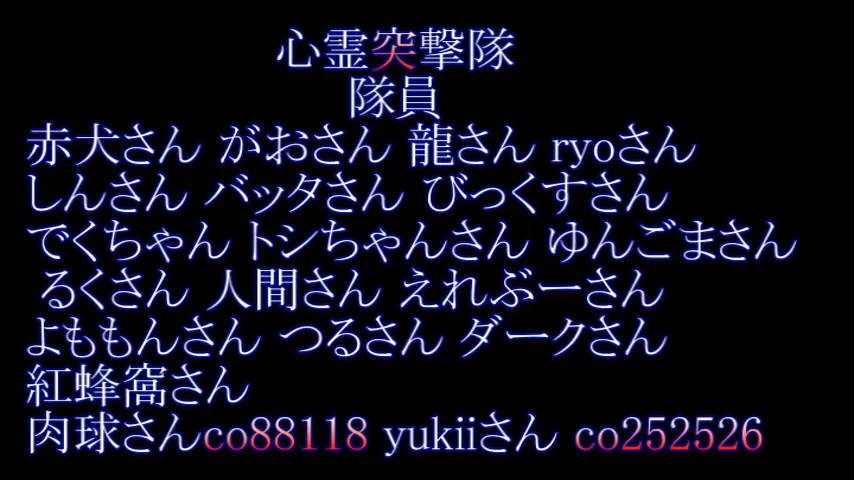 心霊突撃隊
隊員
赤犬さん がおさん 龍さん ryoさん
しんさん バッタさん びっくすさん
でくちゃん トシちゃんさん ゆんごまさん
るくさん 人間さん えれぶーさん
よももんさん つるさん ダークさん
紅蜂窩さん
肉球さんco88118 yukiiさん co252526